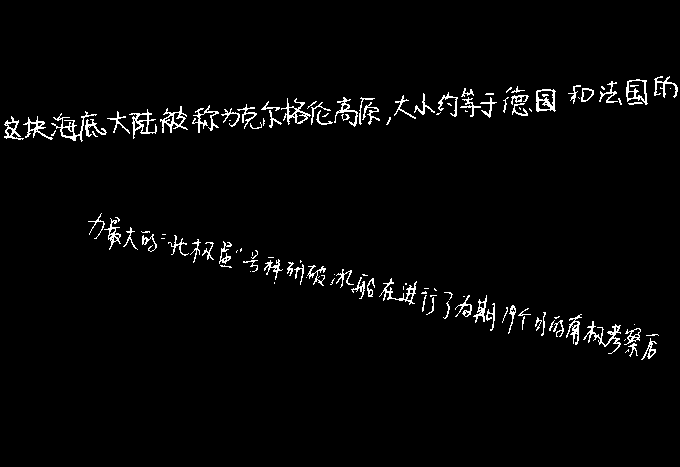 这块海底大陆被称为克尔格伦高原,大小约等于德国和法国的
力最大的“北极星”号科研破冰船在进行了为期19个月的南极考察后